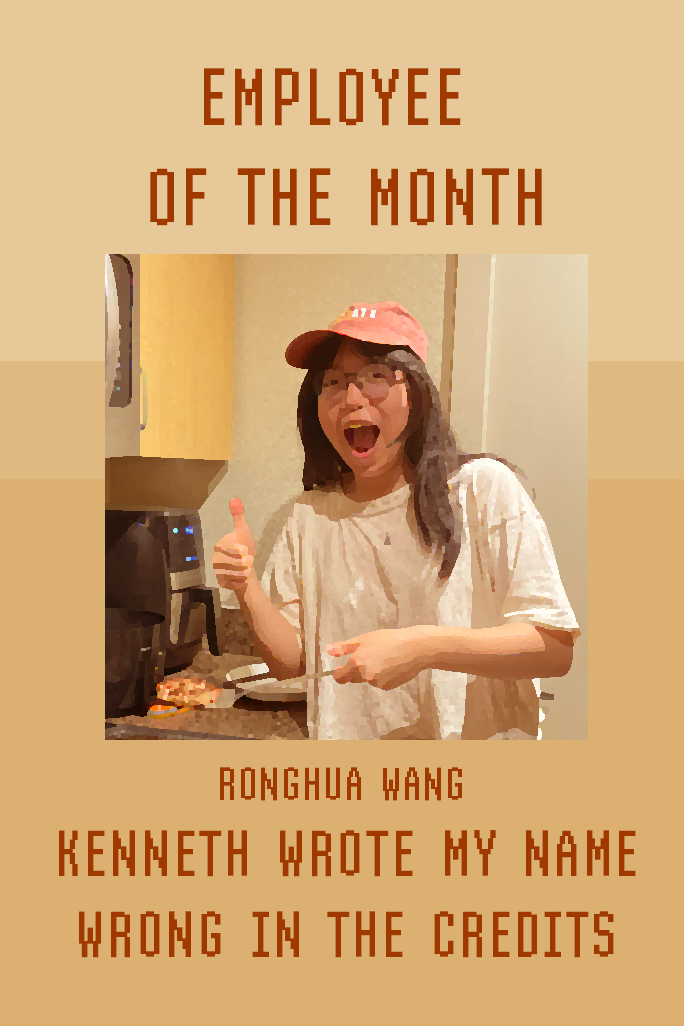 EMPLOYEE
OF THE MONTH
RONGHUA WANG
KENNETH WROTE MY NAME
WRONG IN THE CREDITS